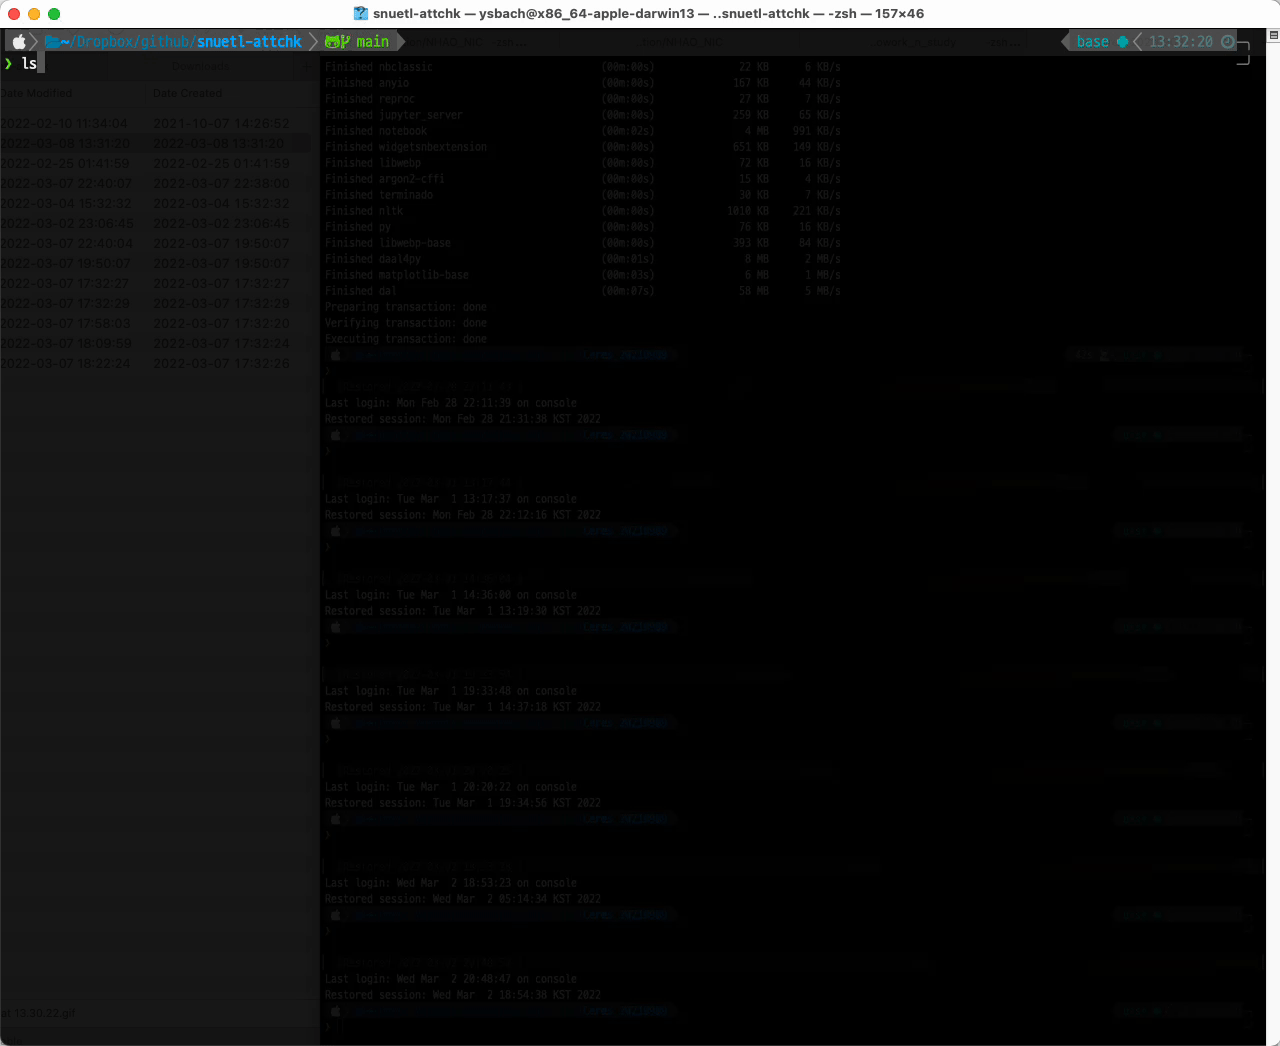 snuetl-attchk — ysbach@x86_64-apple-darwin13 — ..snuetl-attchk — -zsh — 157×46
~/Dropbox/github/snuetl-attchk main base 13:32:20
❯ ls
Downloads
Date Modified Date Created
2022-02-10 11:34:04 2021-10-07 14:26:52
2022-03-08 13:31:20 2022-03-08 13:31:20
2022-02-25 01:41:59 2022-02-25 01:41:59
2022-03-07 22:40:07 2022-03-07 22:38:00
2022-03-04 15:32:32 2022-03-04 15:32:32
2022-03-02 23:06:45 2022-03-02 23:06:45
2022-03-07 22:40:04 2022-03-07 19:50:07
2022-03-07 19:50:07 2022-03-07 19:50:07
2022-03-07 17:32:27 2022-03-07 17:32:27
2022-03-07 17:32:29 2022-03-07 17:32:29
2022-03-07 17:58:03 2022-03-07 17:32:20
2022-03-07 18:09:59 2022-03-07 17:32:24
2022-03-07 18:22:24 2022-03-07 17:32:26
at 13.30.22.gif
Finished nbclassic (00m:00s) 22 KB 6 KB/s
Finished anyio (00m:00s) 167 KB 44 KB/s
Finished reproc (00m:00s) 27 KB 7 KB/s
Finished jupyter_server (00m:00s) 259 KB 65 KB/s
Finished notebook (00m:02s) 4 MB 991 KB/s
Finished widgetsnbextension (00m:00s) 651 KB 149 KB/s
Finished libwebp (00m:00s) 72 KB 16 KB/s
Finished argon2-cffi (00m:00s) 15 KB 4 KB/s
Finished terminado (00m:00s) 30 KB 7 KB/s
Finished nltk (00m:00s) 1010 KB 221 KB/s
Finished py (00m:00s) 76 KB 16 KB/s
Finished libwebp-base (00m:00s) 393 KB 84 KB/s
Finished daal4py (00m:01s) 8 MB 2 MB/s
Finished matplotlib-base (00m:03s) 6 MB 1 MB/s
Finished dal (00m:07s) 58 MB 5 MB/s
Preparing transaction: done
Verifying transaction: done
Executing transaction: done
Last login: Mon Feb 28 22:11:39 on console
Restored session: Mon Feb 28 21:31:38 KST 2022
Last login: Tue Mar 1 13:17:37 on console
Restored session: Mon Feb 28 22:12:16 KST 2022
Last login: Tue Mar 1 14:36:00 on console
Restored session: Tue Mar 1 13:19:30 KST 2022
Last login: Tue Mar 1 19:33:48 on console
Restored session: Tue Mar 1 14:37:18 KST 2022
Last login: Tue Mar 1 20:20:22 on console
Restored session: Tue Mar 1 19:34:56 KST 2022
Last login: Wed Mar 2 18:53:23 on console
Restored session: Wed Mar 2 05:14:34 KST 2022
Last login: Wed Mar 2 20:48:47 on console
Restored session: Wed Mar 2 18:54:38 KST 2022